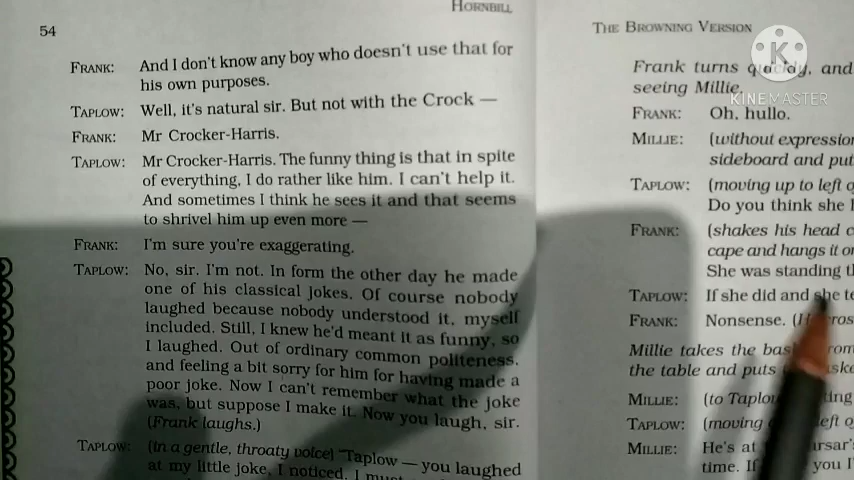 HORNBILL
54
FRANK: And I don't know any boy who doesn't use that for
his own purposes.
TAPLOW: Well, it's natural sir. But not with the Crock —
FRANK: Mr Crocker-Harris.
TAPLOW: Mr Crocker-Harris. The funny thing is that in spite
of everything, I do rather like him. I can't help it.
And sometimes I think he sees it and that seems
to shrivel him up even more —
FRANK: I'm sure you're exaggerating.
TAPLOW: No, sir. I'm not. In form the other day he made
one of his classical jokes. Of course nobody
laughed because nobody understood it, myself
included. Still, I knew he'd meant it as funny, so
I laughed. Out of ordinary common politeness,
and feeling a bit sorry for him for having made a
poor joke. Now I can't remember what the joke
was, but suppose I make it. Now you laugh, sir.
(Frank laughs.)
TAPLOW: (in a gentle, throaty voice) "Taplow — you laughed
at my little joke, I noticed. I must
THE BROWNING VERSION
Frank turns quickly, and
seeing Millie.
FRANK: Oh, hullo.
MILLIE: (without expression
sideboard and put
TAPLOW: (moving up to left of
Do you think she
FRANK: (shakes his head
cape and hangs it
She was standing
TAPLOW: If she did and she
FRANK: Nonsense.
Millie takes the
the table and puts
MILLIE: (to Taplow
TAPLOW: (moving left
MILLIE: He's at
time. If you
KINEMASTER